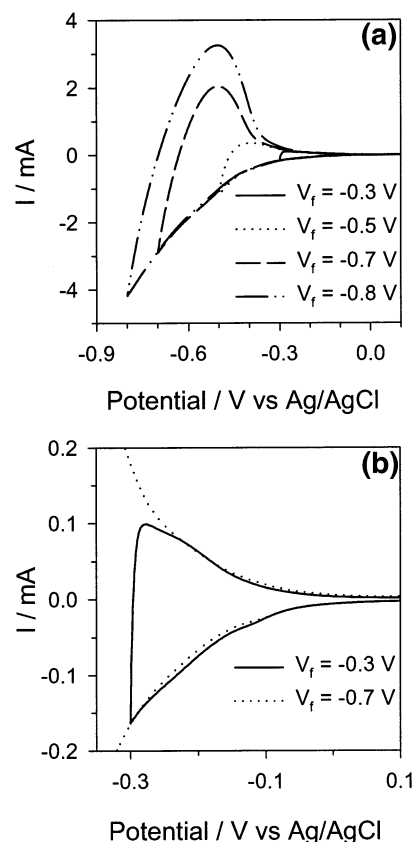 (a)
4
2
0
-2
-4
I / mA
V_f = -0.3 V
V_f = -0.5 V
V_f = -0.7 V
V_f = -0.8 V
-0.9
-0.6
-0.3
0.0
Potential / V vs Ag/AgCl
(b)
0.2
0.1
0.0
-0.1
-0.2
I / mA
V_f = -0.3 V
V_f = -0.7 V
-0.3
-0.1
0.1
Potential / V vs Ag/AgCl